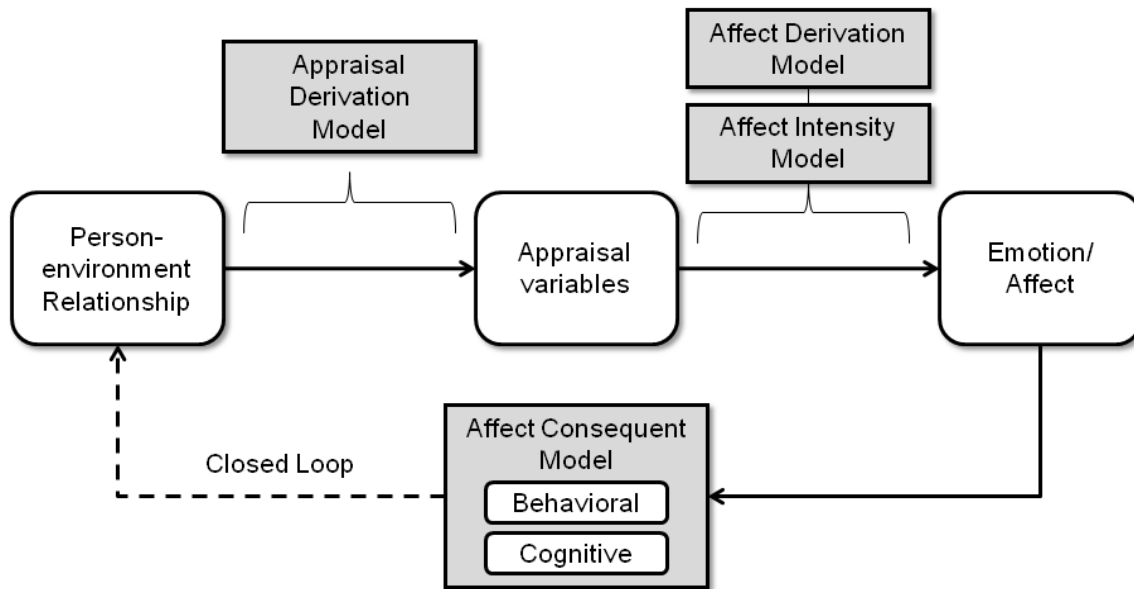 Appraisal
Derivation
Model
Affect Derivation
Model
Affect Intensity
Model
Person-
environment
Relationship
Appraisal
variables
Emotion/
Affect
Closed Loop
Affect Consequent
Model
Behavioral
Cognitive